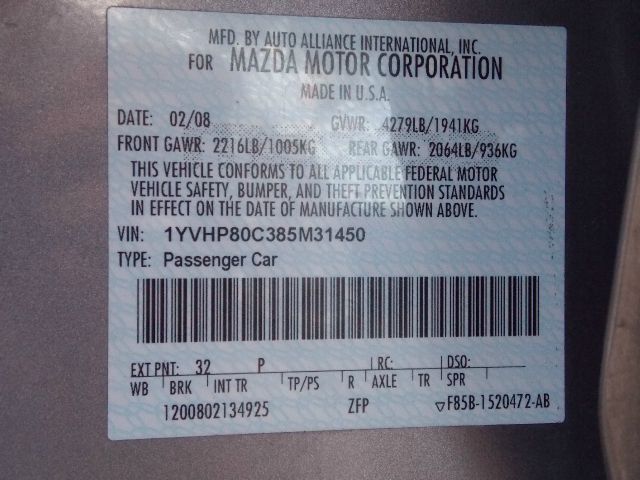 MFD. BY AUTO ALLIANCE INTERNATIONAL, INC.
FOR MAZDA MOTOR CORPORATION
MADE IN U.S.A.
DATE: 02/08 GVWR: 4279LB/1941KG
FRONT GAWR: 2216LB/1005KG REAR GAWR: 2064LB/936KG
THIS VEHICLE CONFORMS TO ALL APPLICABLE FEDERAL MOTOR
VEHICLE SAFETY, BUMPER, AND THEFT PREVENTION STANDARDS
IN EFFECT ON THE DATE OF MANUFACTURE SHOWN ABOVE.
VIN: 1YVHP80C385M31450
TYPE: Passenger Car
EXT PNT: 32 P RC: DSO:
WB BRK INT TR TP/PS R AXLE TR SPR
1200802134925 ZFP ▽F85B-1520472-AB